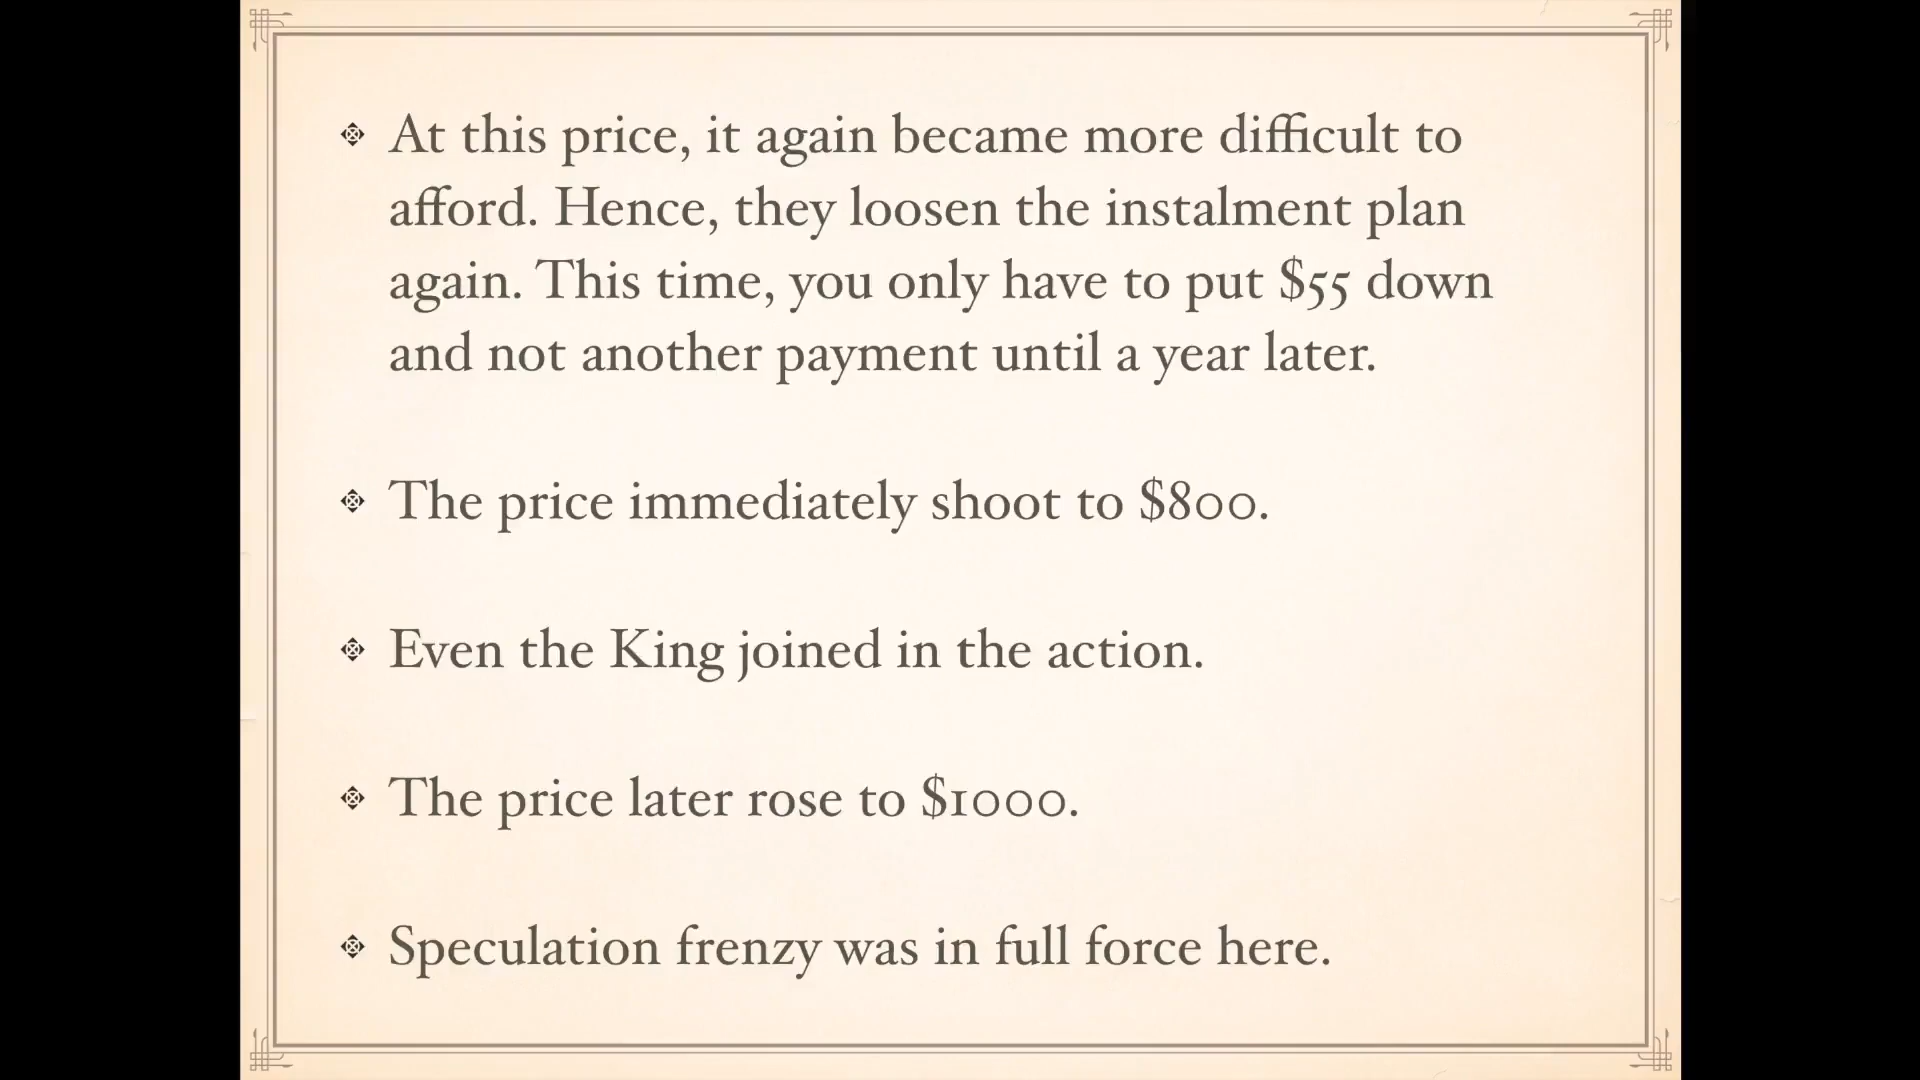 At this price, it again became more difficult to
afford. Hence, they loosen the instalment plan
again. This time, you only have to put $55 down
and not another payment until a year later.
The price immediately shoot to $800.
Even the King joined in the action.
The price later rose to $1000.
Speculation frenzy was in full force here.